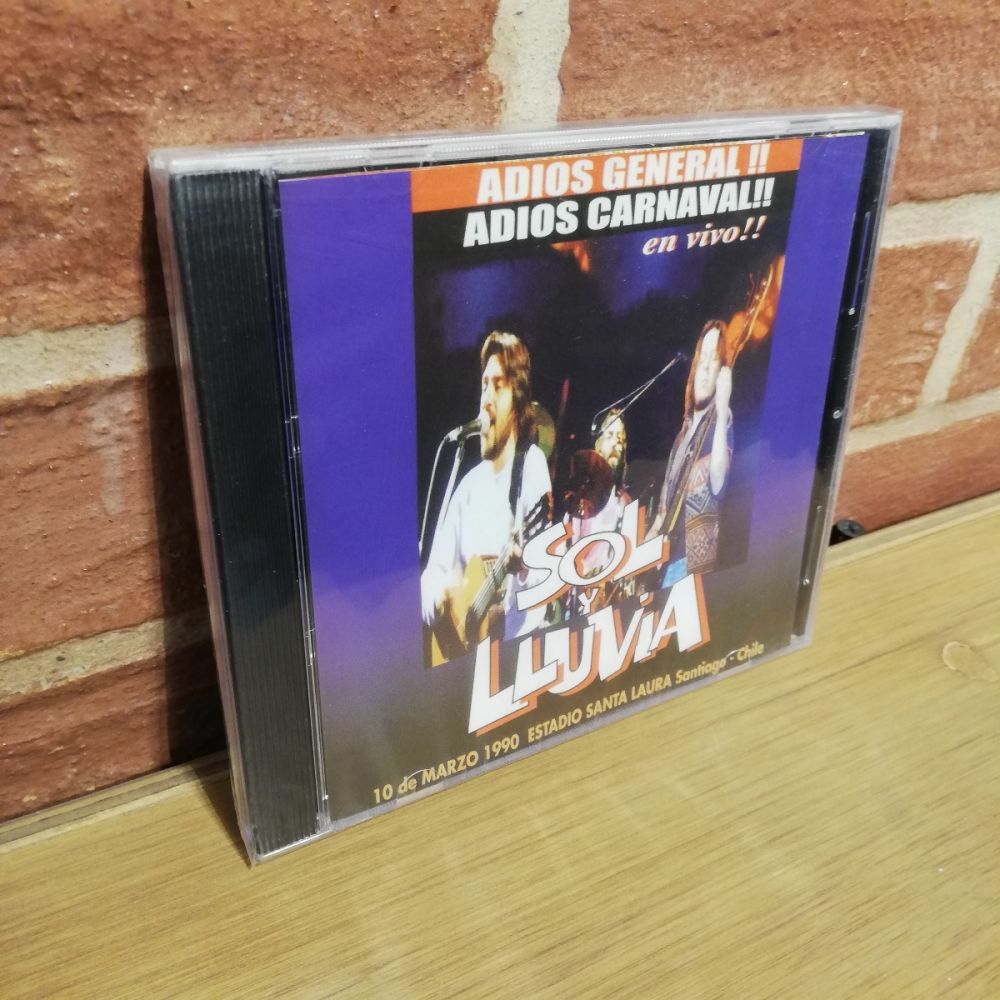 ADIOS GENERAL !!
ADIOS CARNAVAL!!
en vivo!!
SOL
Y
LLUViA
10 de MARZO 1990 ESTADIO SANTA LAURA Santiago - Chile